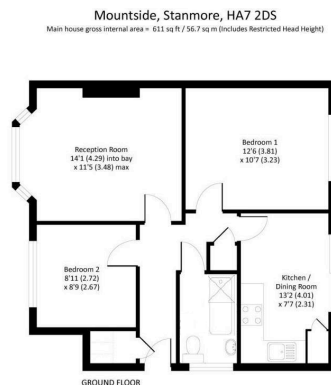 Mountside, Stanmore, HA7 2DS
Main house gross internal area = 611 sq ft / 56.7 sq m (Includes Restricted Head Height)
Reception Room
14'1 (4.29) into bay
x 11'5 (3.48) max
Bedroom 1
12'6 (3.81)
x 10'7 (3.23)
Bedroom 2
8'11 (2.72)
x 8'9 (2.67)
Kitchen /
Dining Room
13'2 (4.01)
x 7'7 (2.31)
GROUND FLOOR